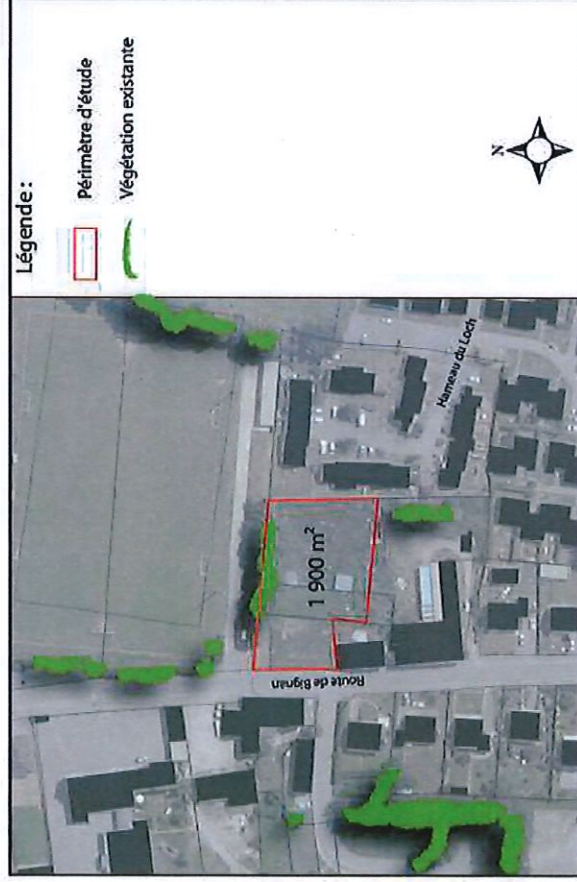 Légende :
Périmètre d'étude
Végétation existante
N
1 900 m²
Route de Bignan
Hameau du Loch